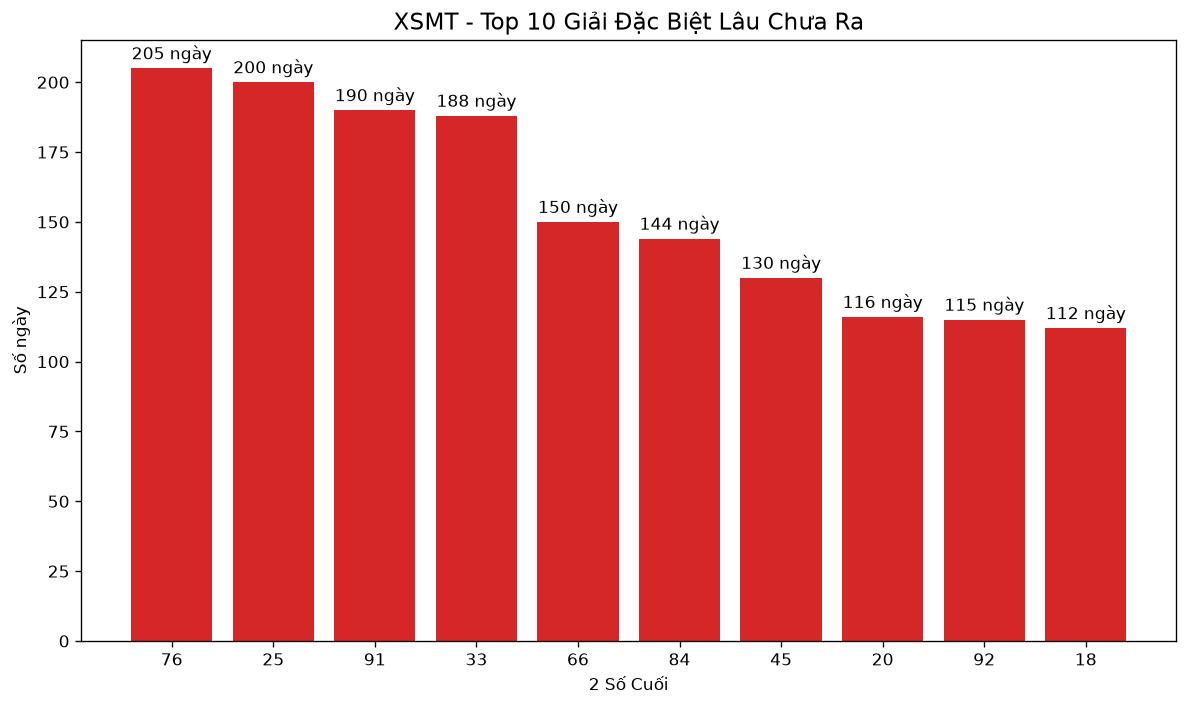 XSMT - Top 10 Giải Đặc Biệt Lâu Chưa Ra
205 ngày
200 ngày
190 ngày
188 ngày
150 ngày
144 ngày
130 ngày
116 ngày
115 ngày
112 ngày
Số ngày
200
175
150
125
100
75
50
25
0
76 25 91 33 66 84 45 20 92 18
2 Số Cuối